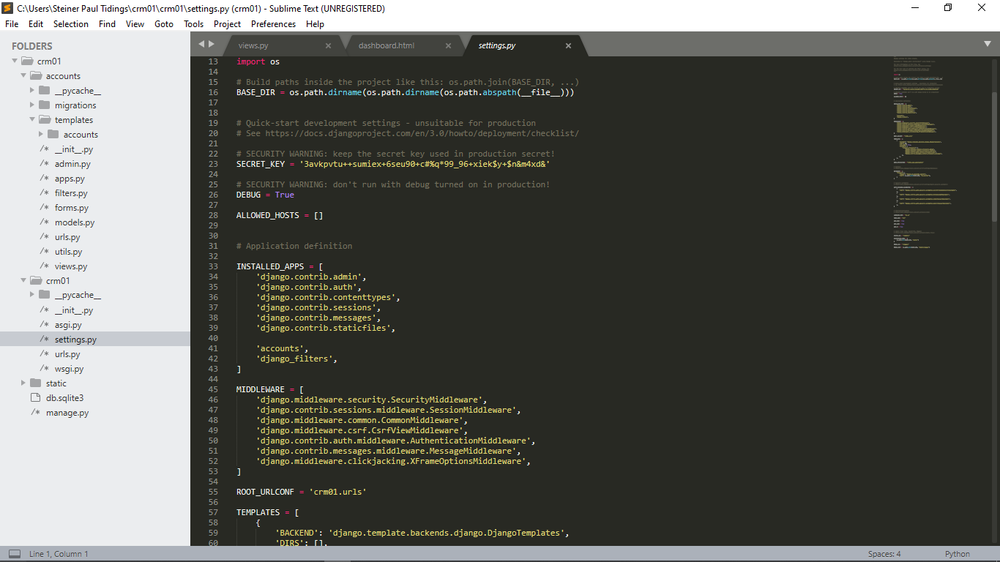 C:\Users\Steiner Paul Tidings\crm01\crm01\settings.py (crm01) - Sublime Text (UNREGISTERED)
File Edit Selection Find View Goto Tools Project Preferences Help
FOLDERS
crm01
accounts
__pycache__
migrations
templates
accounts
/* __init__.py
/* admin.py
/* apps.py
/* filters.py
/* forms.py
/* models.py
/* urls.py
/* utils.py
/* views.py
crm01
__pycache__
/* __init__.py
/* asgi.py
/* settings.py
/* urls.py
/* wsgi.py
static
db.sqlite3
/* manage.py
views.py dashboard.html settings.py
13 import os
14
15 # Build paths inside the project like this: os.path.join(BASE_DIR, ...)
16 BASE_DIR = os.path.dirname(os.path.dirname(os.path.abspath(__file__)))
17
18
19 # Quick-start development settings - unsuitable for production
20 # See https://docs.djangoproject.com/en/3.0/howto/deployment/checklist/
21
22 # SECURITY WARNING: keep the secret key used in production secret!
23 SECRET_KEY = '3avkpvtu++sumiex+6seu90+c#%q*99_96+xiek$y+$n&m4xd&'
24
25 # SECURITY WARNING: don't run with debug turned on in production!
26 DEBUG = True
27
28 ALLOWED_HOSTS = []
29
30
31 # Application definition
32
33 INSTALLED_APPS = [
34 'django.contrib.admin',
35 'django.contrib.auth',
36 'django.contrib.contenttypes',
37 'django.contrib.sessions',
38 'django.contrib.messages',
39 'django.contrib.staticfiles',
40
41 'accounts',
42 'django_filters',
43 ]
44
45 MIDDLEWARE = [
46 'django.middleware.security.SecurityMiddleware',
47 'django.contrib.sessions.middleware.SessionMiddleware',
48 'django.middleware.common.CommonMiddleware',
49 'django.middleware.csrf.CsrfViewMiddleware',
50 'django.contrib.auth.middleware.AuthenticationMiddleware',
51 'django.contrib.messages.middleware.MessageMiddleware',
52 'django.middleware.clickjacking.XFrameOptionsMiddleware',
53 ]
54
55 ROOT_URLCONF = 'crm01.urls'
56
57 TEMPLATES = [
58 {
59 'BACKEND': 'django.template.backends.django.DjangoTemplates',
60 'DIRS': [],
Line 1, Column 1 Spaces: 4 Python